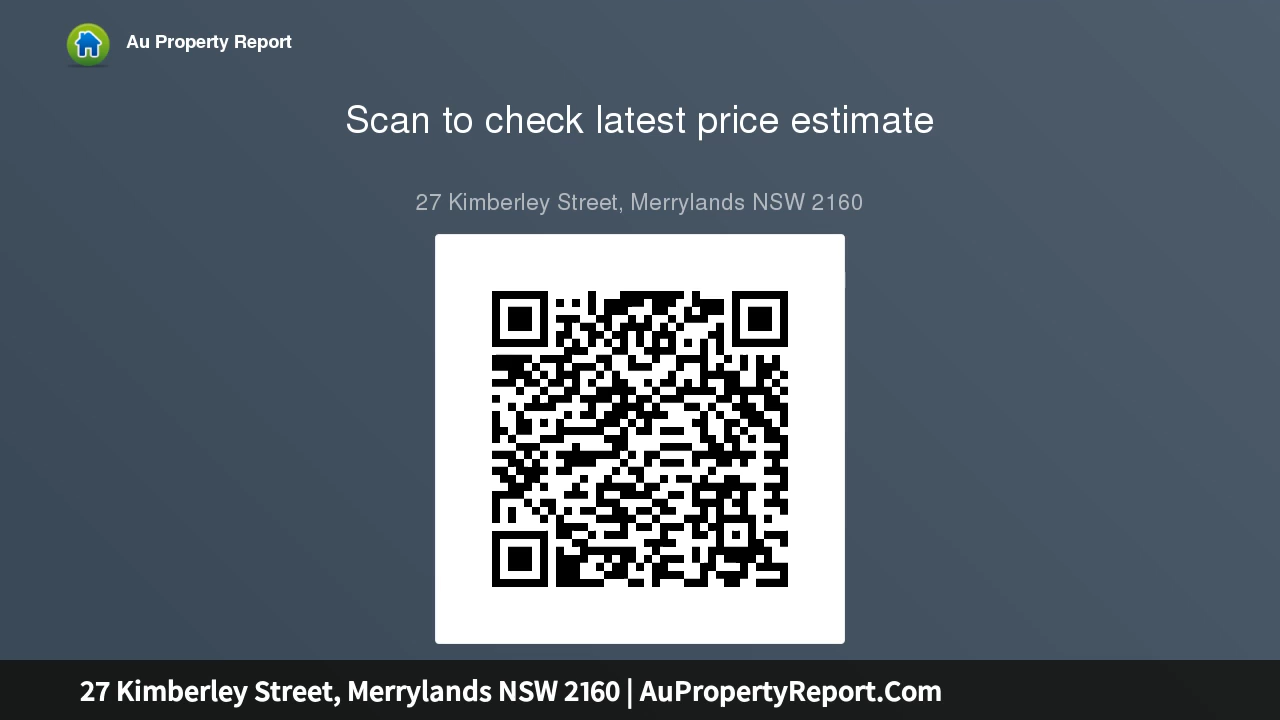 Au Property Report
Scan to check latest price estimate
27 Kimberley Street, Merrylands NSW 2160
27 Kimberley Street, Merrylands NSW 2160 | AuPropertyReport.Com